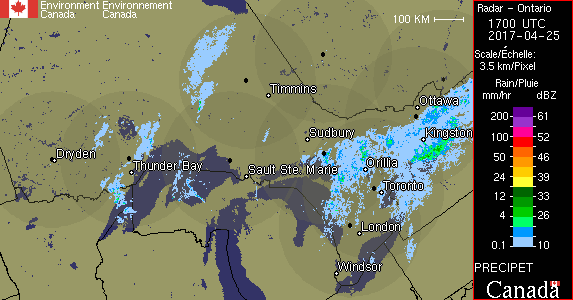 Environment Environnement
Canada Canada
100 KM
Timmins
Ottawa
Sudbury
Kingston
Dryden
Thunder Bay
Sault Ste. Marie
Orillia
Toronto
London
Windsor
Radar - Ontario
1700 UTC
2017-04-25
Scale/Échelle:
3.5 km/Pixel
Rain/Pluie
mm/hr dBZ
200 61
100 52
50 46
24 39
12 33
4 26
0.1 10
PRECIPET
Canada